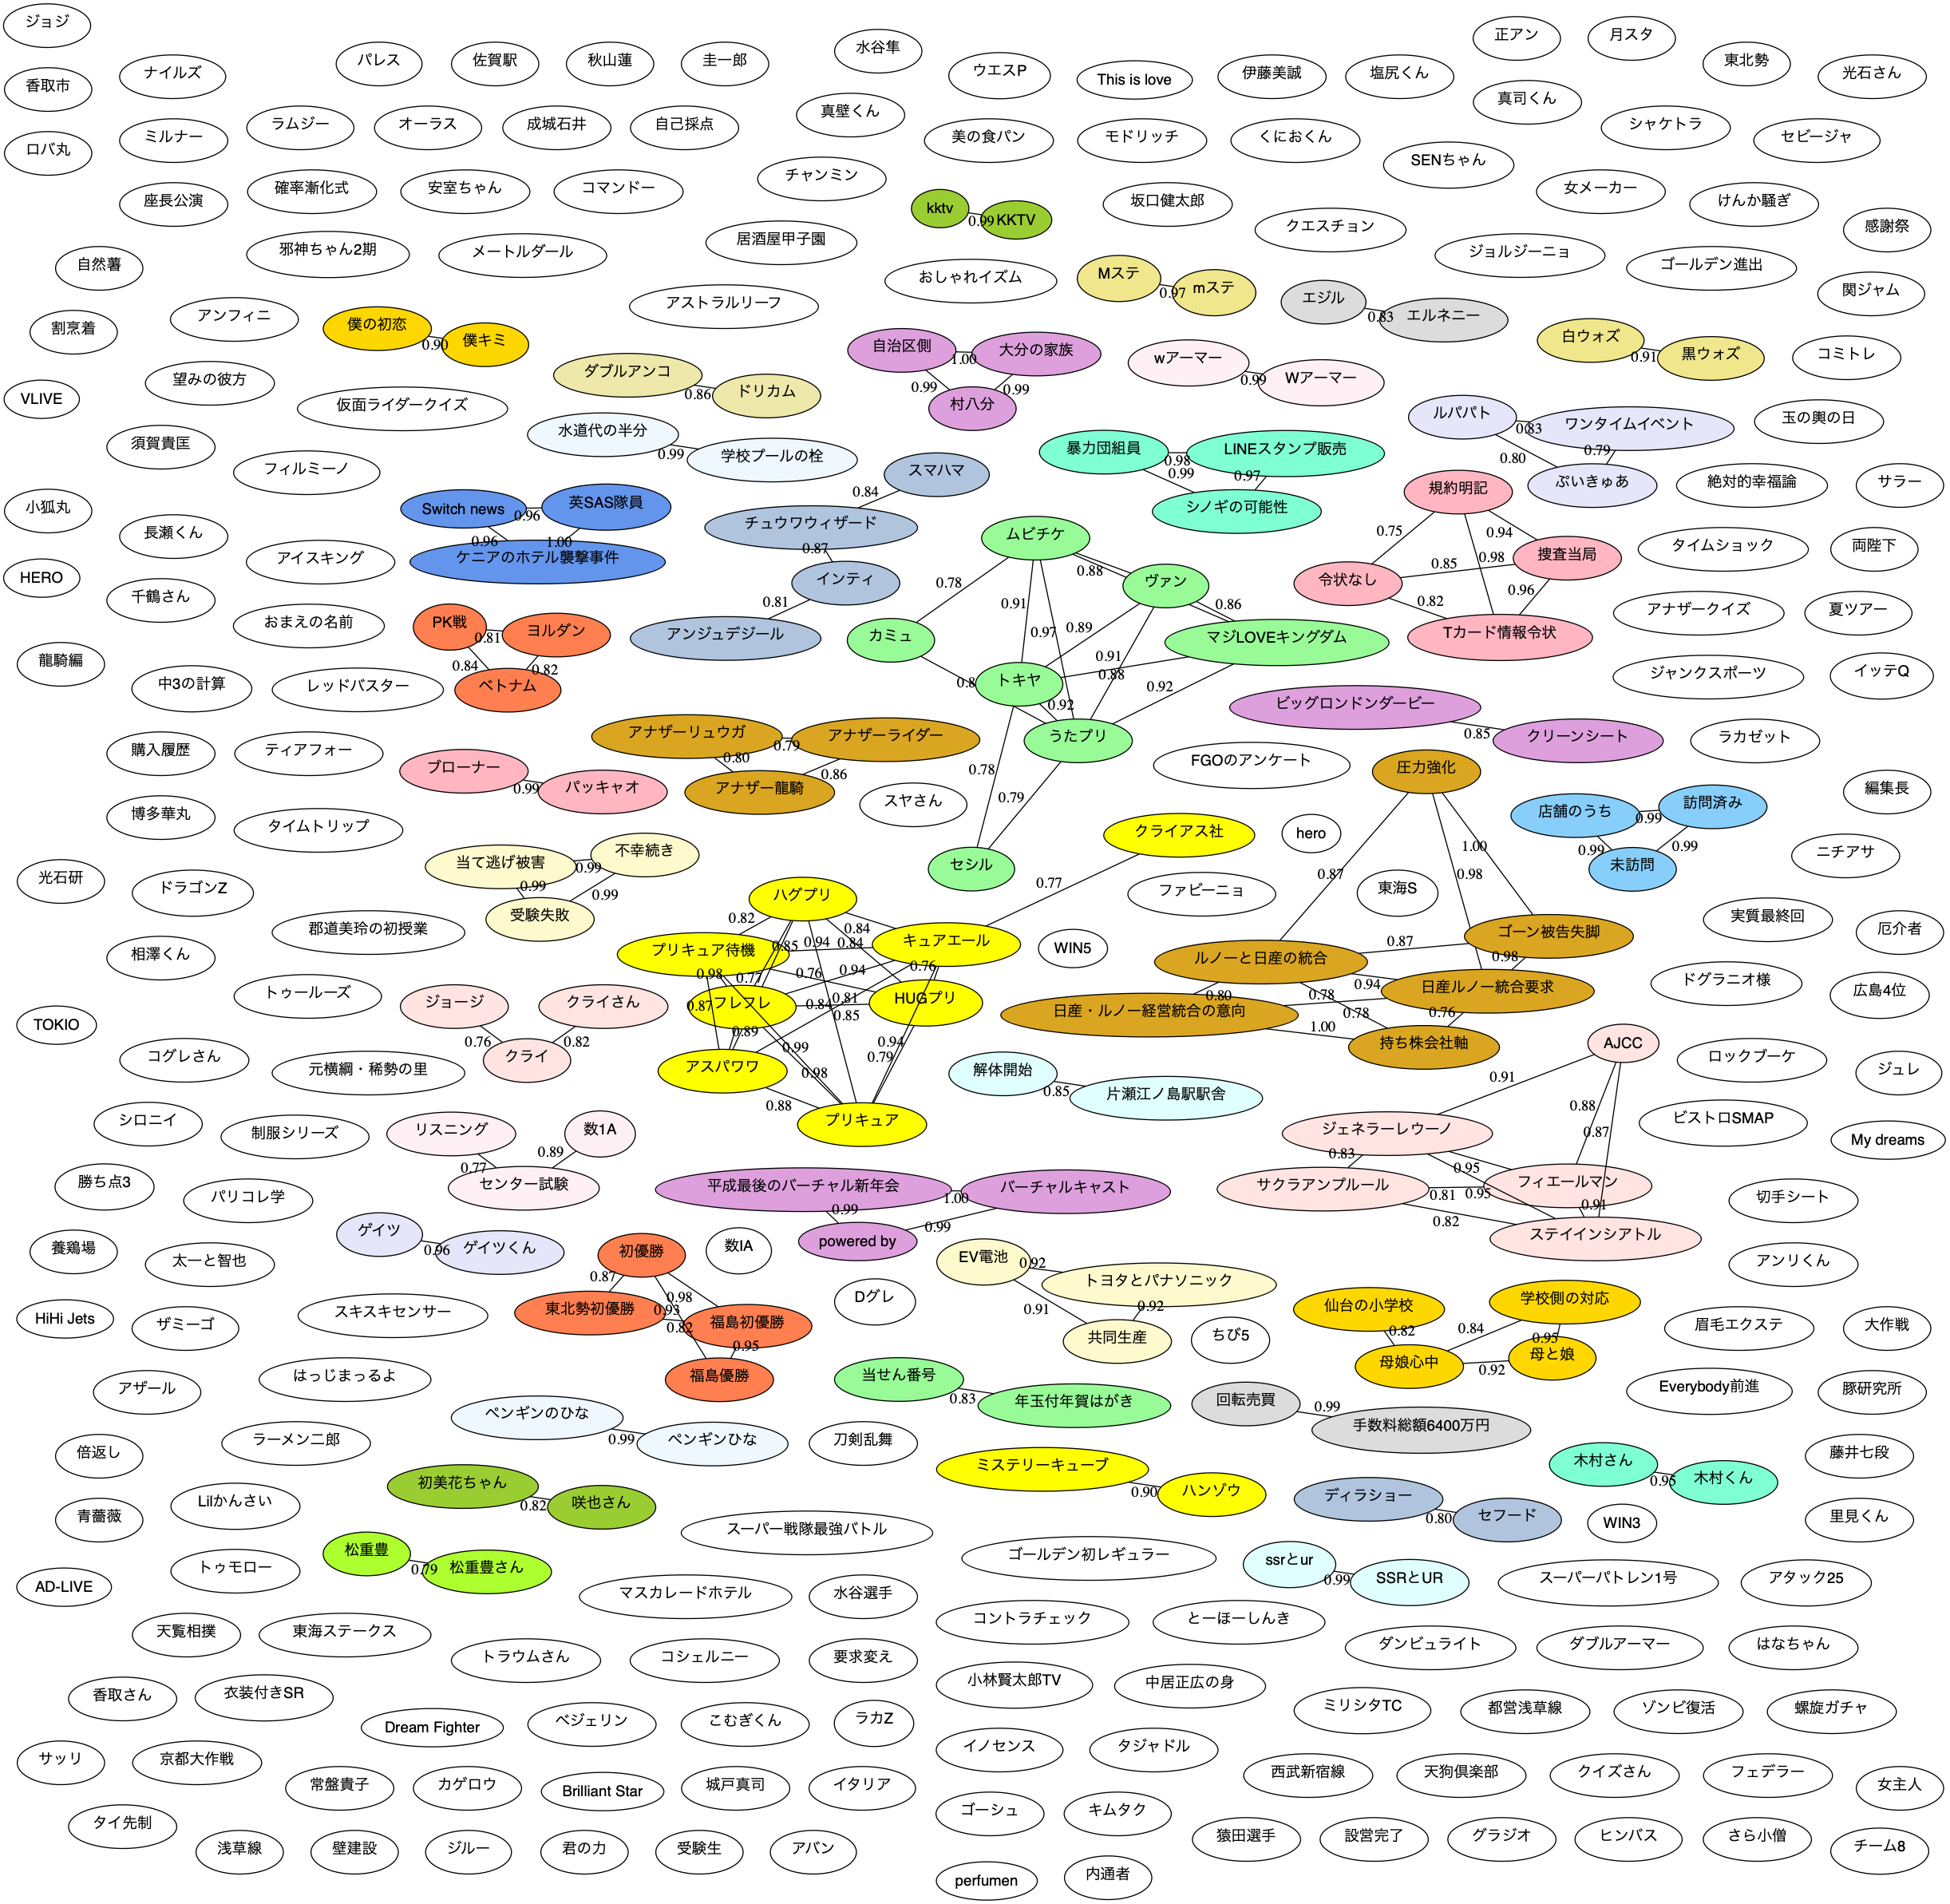 ジョジ
香取市
ロバ丸
ナイルズ
ミルナー
座長公演
パレス
佐賀駅
秋山蓮
圭一郎
水谷隼
ウエスP
This is love
伊藤美誠
塩尻くん
正アン
月スタ
東北勢
光石さん
ラムジー
オーラス
成城石井
自己採点
真壁くん
美の食パン
モドリッチ
くにおくん
真司くん
シャケトラ
セビージャ
SENちゃん
確率漸化式
安室ちゃん
コマンドー
チャンミン
kktv
0.99
KKTV
坂口健太郎
女メーカー
けんか騒ぎ
クエスチョン
感謝祭
自然薯
邪神ちゃん2期
メートルダール
居酒屋甲子園
おしゃれイズム
Mステ
0.97
mステ
ジョルジーニョ
ゴールデン進出
関ジャム
割烹着
アンフィニ
僕の初恋
0.90
僕キミ
アストラルリーフ
エジル
0.83
エルネニー
白ウォズ
0.91
黒ウォズ
コミトレ
VLIVE
望みの彼方
仮面ライダークイズ
ダブルアンコ
0.86
ドリカム
自治区側
1.00
大分の家族
0.99
0.99
村八分
wアーマー
0.99
Wアーマー
ルパパト
0.83
ワンタイムイベント
0.80
0.79
ぷいきゅあ
玉の輿の日
須賀貴匡
フィルミーノ
水道代の半分
0.99
学校プールの栓
スマハマ
0.84
チュウワウィザード
0.87
インティ
0.81
アンジュデジール
暴力団組員
0.98
LINEスタンプ販売
0.99
0.97
シノギの可能性
規約明記
0.75
0.94
0.98
捜査当局
令状なし
0.85
0.82
0.96
Tカード情報令状
絶対的幸福論
サラー
小狐丸
長瀬くん
アイスキング
Switch news
0.96
英SAS隊員
0.96
1.00
ケニアのホテル襲撃事件
タイムショック
両陛下
HERO
千鶴さん
おまえの名前
PK戦
0.81
ヨルダン
0.84
0.82
ベトナム
ムビチケ
0.78
0.88
ヴァン
0.91
0.97
0.89
0.86
カミュ
マジLOVEキングダム
0.91
0.88
トキヤ
0.8
0.92
0.92
うたプリ
0.78
0.79
セシル
アナザークイズ
夏ツアー
龍騎編
中3の計算
レッドバスター
ジャンクスポーツ
イッテQ
ビッグロンドンダービー
0.85
クリーンシート
ラカゼット
購入履歴
ティアフォー
ブローナー
0.99
パッキャオ
アナザーリュウガ
0.79
アナザーライダー
0.80
0.86
アナザー龍騎
スヤさん
FGOのアンケート
圧力強化
0.87
1.00
0.98
ゴーン被告失脚
0.87
0.98
ルノーと日産の統合
0.94
0.80
0.78
日産ルノー統合要求
日産・ルノー経営統合の意向
0.78
0.76
1.00
持ち株会社軸
店舗のうち
0.99
訪問済み
0.99
0.99
未訪問
編集長
博多華丸
タイムトリップ
当て逃げ被害
0.99
不幸続き
0.99
0.99
受験失敗
クライアス社
0.77
hero
ニチアサ
光石研
ドラゴンZ
郡道美玲の初授業
ハグプリ
0.82
0.84
キュアエール
プリキュア待機
0.85
0.94
0.84
0.98
0.77
0.76
0.94
0.76
0.87
フレフレ
0.84
0.81
HUGプリ
0.85
0.89
0.99
0.94
0.79
アスパワワ
0.98
0.88
プリキュア
ファビーニョ
東海S
WIN5
実質最終回
厄介者
相澤くん
トゥールーズ
ジョージ
クライさん
0.76
0.82
クライ
ドグラニオ様
広島4位
TOKIO
コグレさん
元横綱・稀勢の里
解体開始
0.85
片瀬江ノ島駅駅舎
AJCC
0.91
0.88
0.87
ジェネラーレウーノ
0.83
0.95
フィエールマン
サクラアンプルール
0.81
0.95
0.82
0.91
ステイインシアトル
ロックブーケ
ジュレ
シロニイ
制服シリーズ
リスニング
0.77
数1A
0.89
センター試験
ビストロSMAP
My dreams
勝ち点3
パリコレ学
平成最後のバーチャル新年会
1.00
バーチャルキャスト
0.99
0.99
powered by
切手シート
養鶏場
太一と智也
ゲイツ
0.96
ゲイツくん
初優勝
0.87
0.98
0.93
東北勢初優勝
0.82
福島初優勝
0.95
福島優勝
数IA
EV電池
0.92
トヨタとパナソニック
0.91
0.92
共同生産
アンリくん
HiHi Jets
ザミーゴ
スキスキセンサー
Dグレ
ちび5
仙台の小学校
0.82
学校側の対応
0.84
0.95
母娘心中
0.92
母と娘
眉毛エクステ
大作戦
アザール
はっじまっるよ
当せん番号
0.83
年玉付年賀はがき
回転売買
0.99
手数料総額6400万円
Everybody前進
豚研究所
倍返し
ラーメン二郎
ペンギンのひな
0.99
ペンギンひな
刀剣乱舞
ミステリーキューブ
0.90
ハンゾウ
木村さん
0.95
木村くん
藤井七段
青薔薇
Lilかんさい
初美花ちゃん
0.82
咲也さん
スーパー戦隊最強バトル
ディラショー
0.80
セフード
WIN3
里見くん
AD-LIVE
トゥモロー
松重豊
0.79
松重豊さん
マスカレードホテル
水谷選手
ゴールデン初レギュラー
ssrとur
0.99
SSRとUR
スーパーパトレン1号
アタック25
天覧相撲
東海ステークス
トラウムさん
コシェルニー
要求変え
コントラチェック
とーほーしんき
ダンビュライト
ダブルアーマー
はなちゃん
香取さん
衣装付きSR
Dream Fighter
ベジェリン
こむぎくん
ラカZ
小林賢太郎TV
中居正広の身
ミリシタTC
都営浅草線
ゾンビ復活
螺旋ガチャ
サッリ
京都大作戦
常盤貴子
カゲロウ
Brilliant Star
城戸真司
イタリア
イノセンス
タジャドル
西武新宿線
天狗倶楽部
クイズさん
フェデラー
女主人
タイ先制
浅草線
壁建設
ジルー
君の力
受験生
アバン
ゴーシュ
キムタク
猿田選手
設営完了
グラジオ
ヒンバス
さら小僧
チーム8
perfumen
内通者